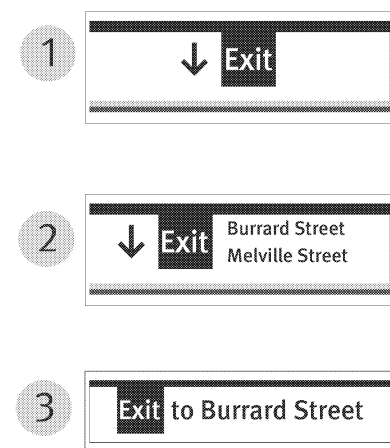 1
↓ Exit
2
↓ Exit Burrard Street
Melville Street
3
Exit to Burrard Street